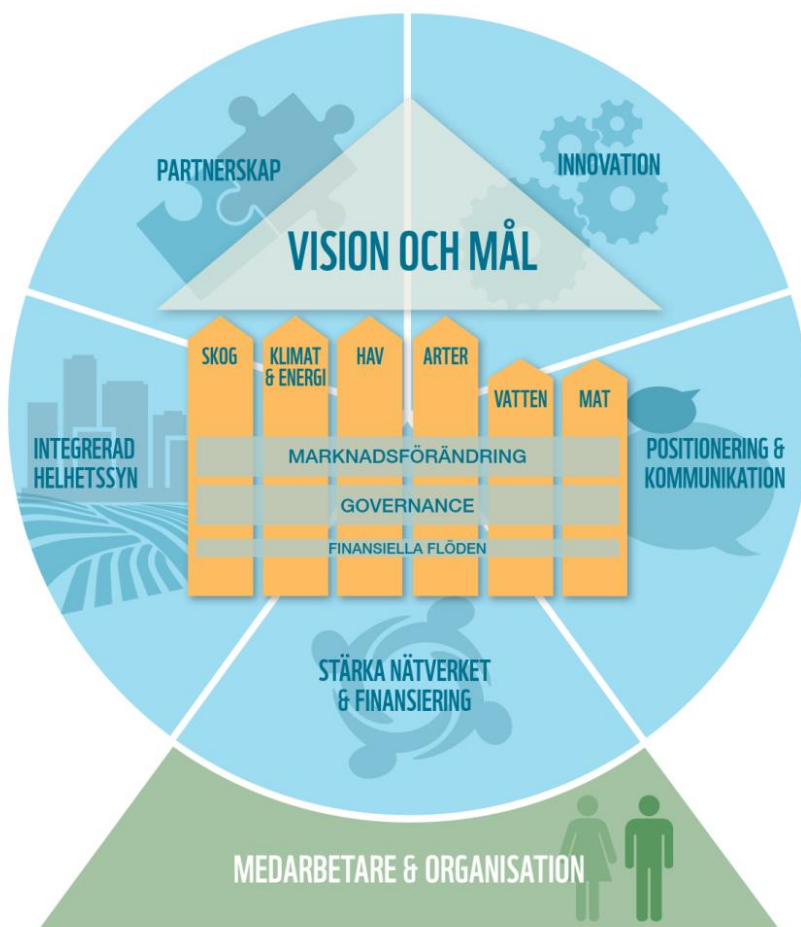 PARTNERSKAP
INNOVATION
VISION OCH MÅL
SKOG
KLIMAT
& ENERGI
HAV
ARTER
VATTEN
MAT
INTEGRERAD
HELHETSSYN
MARKNADSFÖRÄNDRING
GOVERNANCE
FINANSIELLA FLÖDEN
POSITIONERING &
KOMMUNIKATION
STÄRKA NÄTVERKET
& FINANSIERING
MEDARBETARE & ORGANISATION